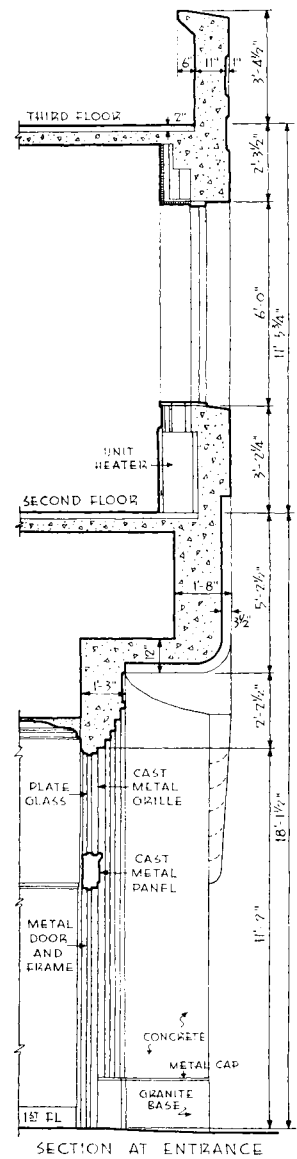 6"
11"
1"
3'-4½"
THIRD FLOOR
2"
2'-3½"
6'-0"
11'-5¾"
UNIT
HEATER
3'-2¼"
SECOND FLOOR
1'-8"
5'-2½"
3½"
12"
1'-3"
2'-2½"
18'-1½"
PLATE
GLASS
CAST
METAL
GRILLE
CAST
METAL
PANEL
METAL
DOOR
AND
FRAME
11'-2"
CONCRETE
METAL CAP
GRANITE
BASE
1ST FL
SECTION AT ENTRANCE